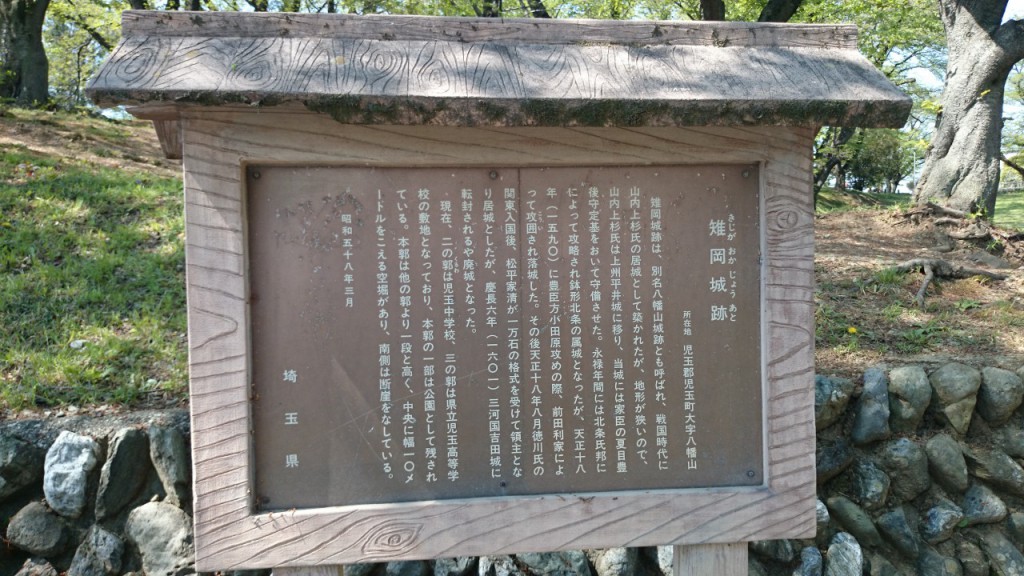 きじがおかじょうあと
雉岡城跡
所在地 児玉郡児玉町大字八幡山
雉岡城跡は、別名八幡山城跡とも呼ばれ、戦国時代に
山内上杉氏の居城として築かれたが、地形が狭いので、
山内上杉氏は上州平井城に移り、当城には家臣の夏目豊
後守定基をおいて守備させた。永禄年間には北条氏邦に
によって攻略され鉢形北条の属城となったが、天正十八
年(一五九〇)に豊臣方小田原攻めの際、前田利家によ
って攻囲され落城した。その後天正十八年八月徳川氏の
関東入国後、松平家清が一万石の格式を受けて領主とな
り居城としたが、慶長六年(一六〇一)三河国吉田城に
転封されるや廃城となった。
現在、二の郭は児玉中学校、三の郭は県立児玉高等学
校の敷地となっており、本郭の一部は公園として残され
ている。本郭は他の郭より一段と高く、中央に幅一〇メ
ートルをこえる空堀があり、南側は断崖をなしている。
昭和五十八年三月
埼玉県